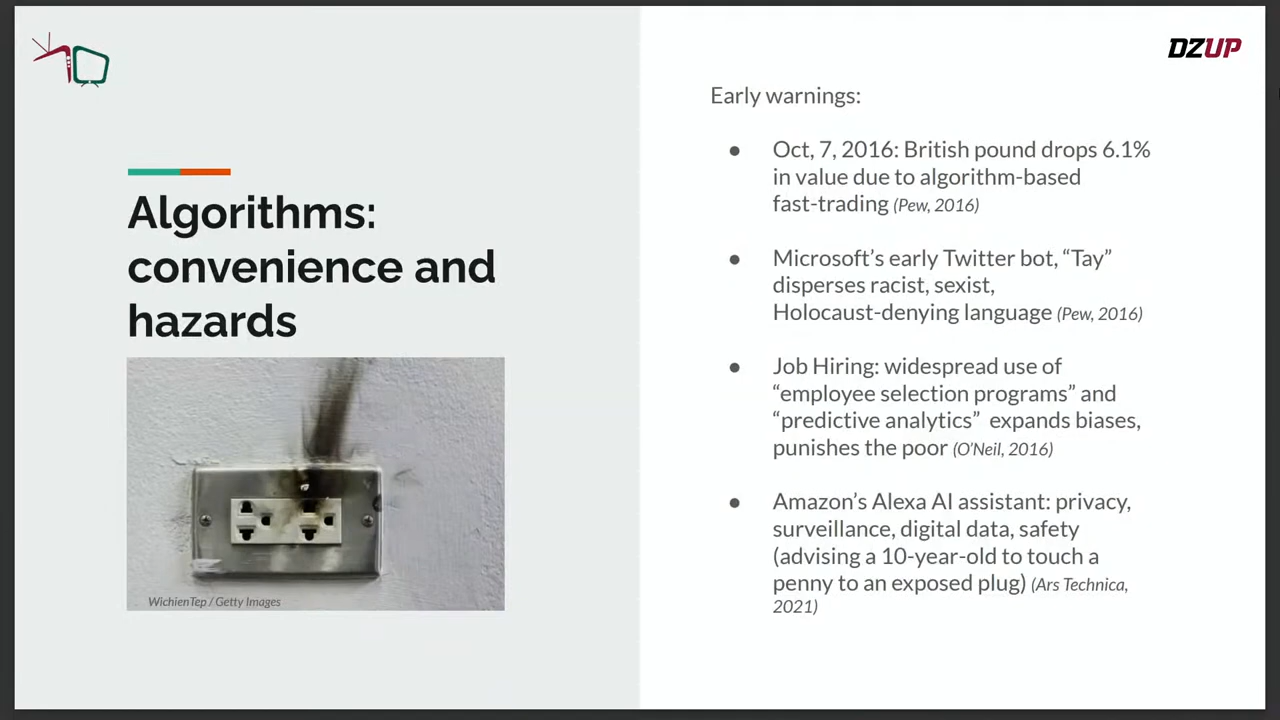 DZUP
Algorithms:
convenience and
hazards
WichienTep / Getty Images
Early warnings:
● Oct, 7, 2016: British pound drops 6.1%
in value due to algorithm-based
fast-trading (Pew, 2016)
● Microsoft’s early Twitter bot, “Tay”
disperses racist, sexist,
Holocaust-denying language (Pew, 2016)
● Job Hiring: widespread use of
“employee selection programs” and
“predictive analytics”  expands biases,
punishes the poor (O’Neil, 2016)
● Amazon’s Alexa AI assistant: privacy,
surveillance, digital data, safety
(advising a 10-year-old to touch a
penny to an exposed plug) (Ars Technica,
2021)